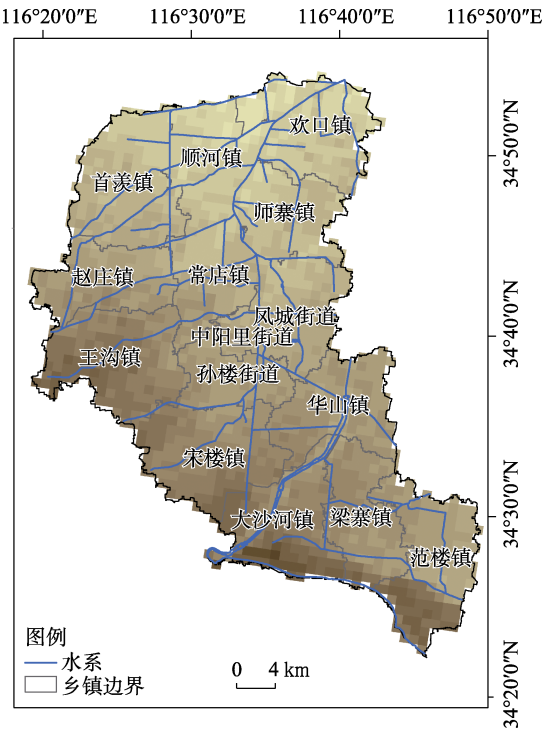 116°20′0″E 116°30′0″E 116°40′0″E 116°50′0″E
34°50′0″N
34°40′0″N
34°30′0″N
34°20′0″N
欢口镇
顺河镇
首羡镇
师寨镇
赵庄镇
常店镇
凤城街道
中阳里街道
王沟镇
孙楼街道
华山镇
宋楼镇
大沙河镇
梁寨镇
范楼镇
图例
水系
乡镇边界
0 4 km